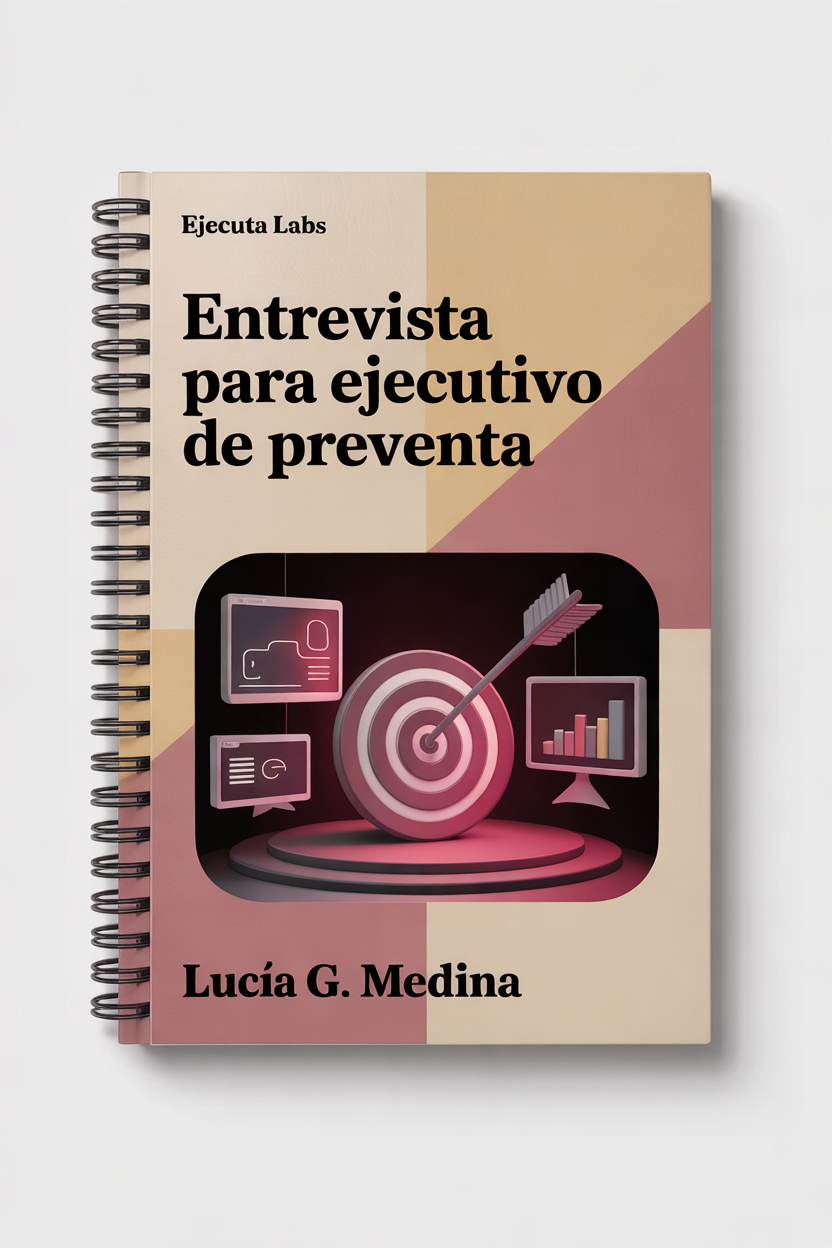 Ejecuta Labs
Entrevista
para ejecutivo
de preventa
Lucía G. Medina